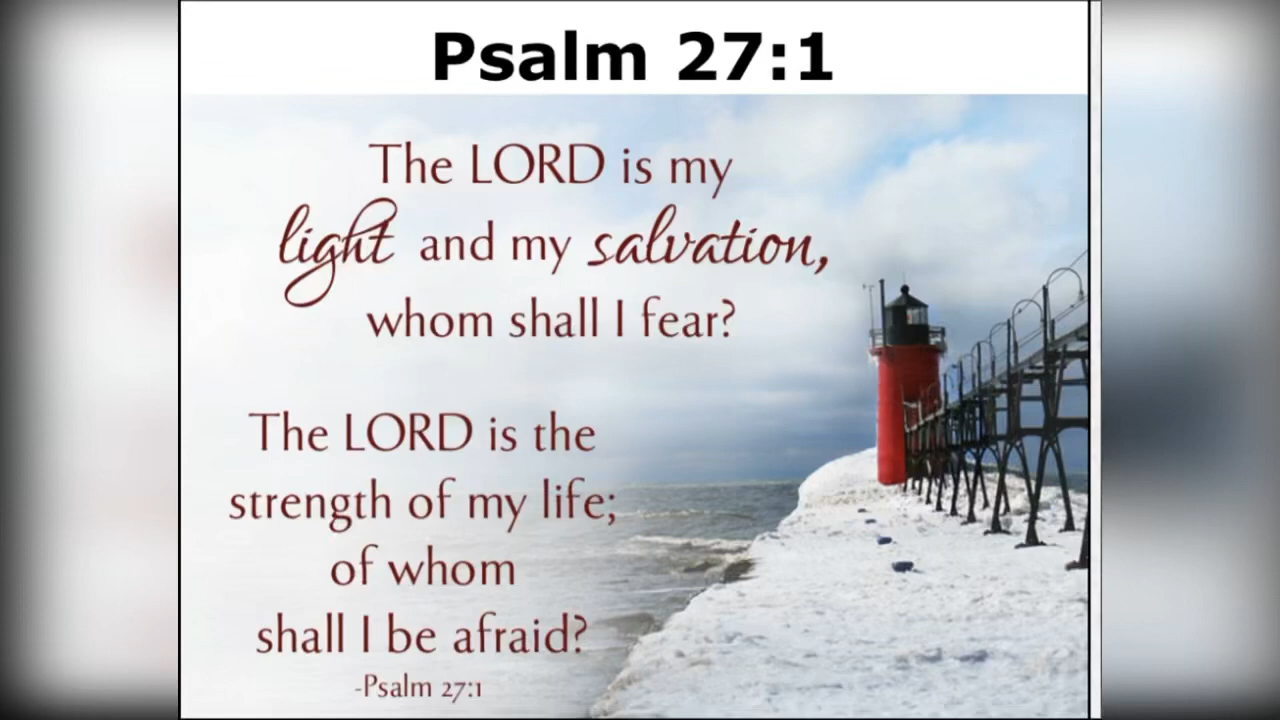 Psalm 27:1
The LORD is my
light and my salvation,
whom shall I fear?
The LORD is the
strength of my life;
of whom
shall I be afraid?
-Psalm 27:1